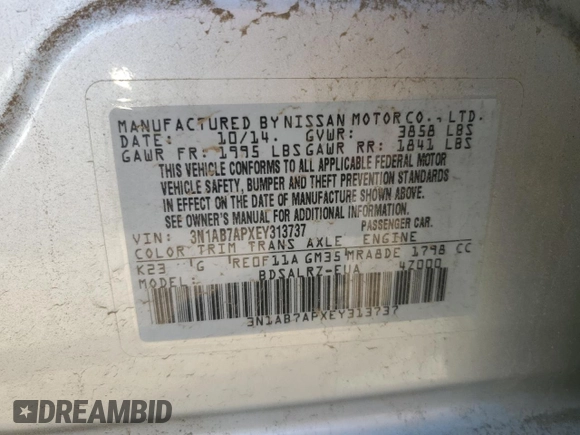 MANUFACTURED BY NISSAN MOTOR CO., LTD.
DATE: 10/14. GVWR: 3858 LBS
GAWR FR: 1995 LBS GAWR RR: 1841 LBS
THIS VEHICLE CONFORMS TO ALL APPLICABLE FEDERAL MOTOR
VEHICLE SAFETY, BUMPER AND THEFT PREVENTION STANDARDS
IN EFFECT ON THE DATE OF MANUFACTURE SHOWN ABOVE.
SEE OWNER'S MANUAL FOR ADDITIONAL INFORMATION.
VIN: 3N1AB7APXEY313737 PASSENGER CAR.
COLOR TRIM TRANS AXLE ENGINE
K23 G RE0F11A GM35 MRA8DE 1798 CC
MODEL: BDSALRZ-EUA 4Z000
3N1AB7APXEY313737
DREAMBID